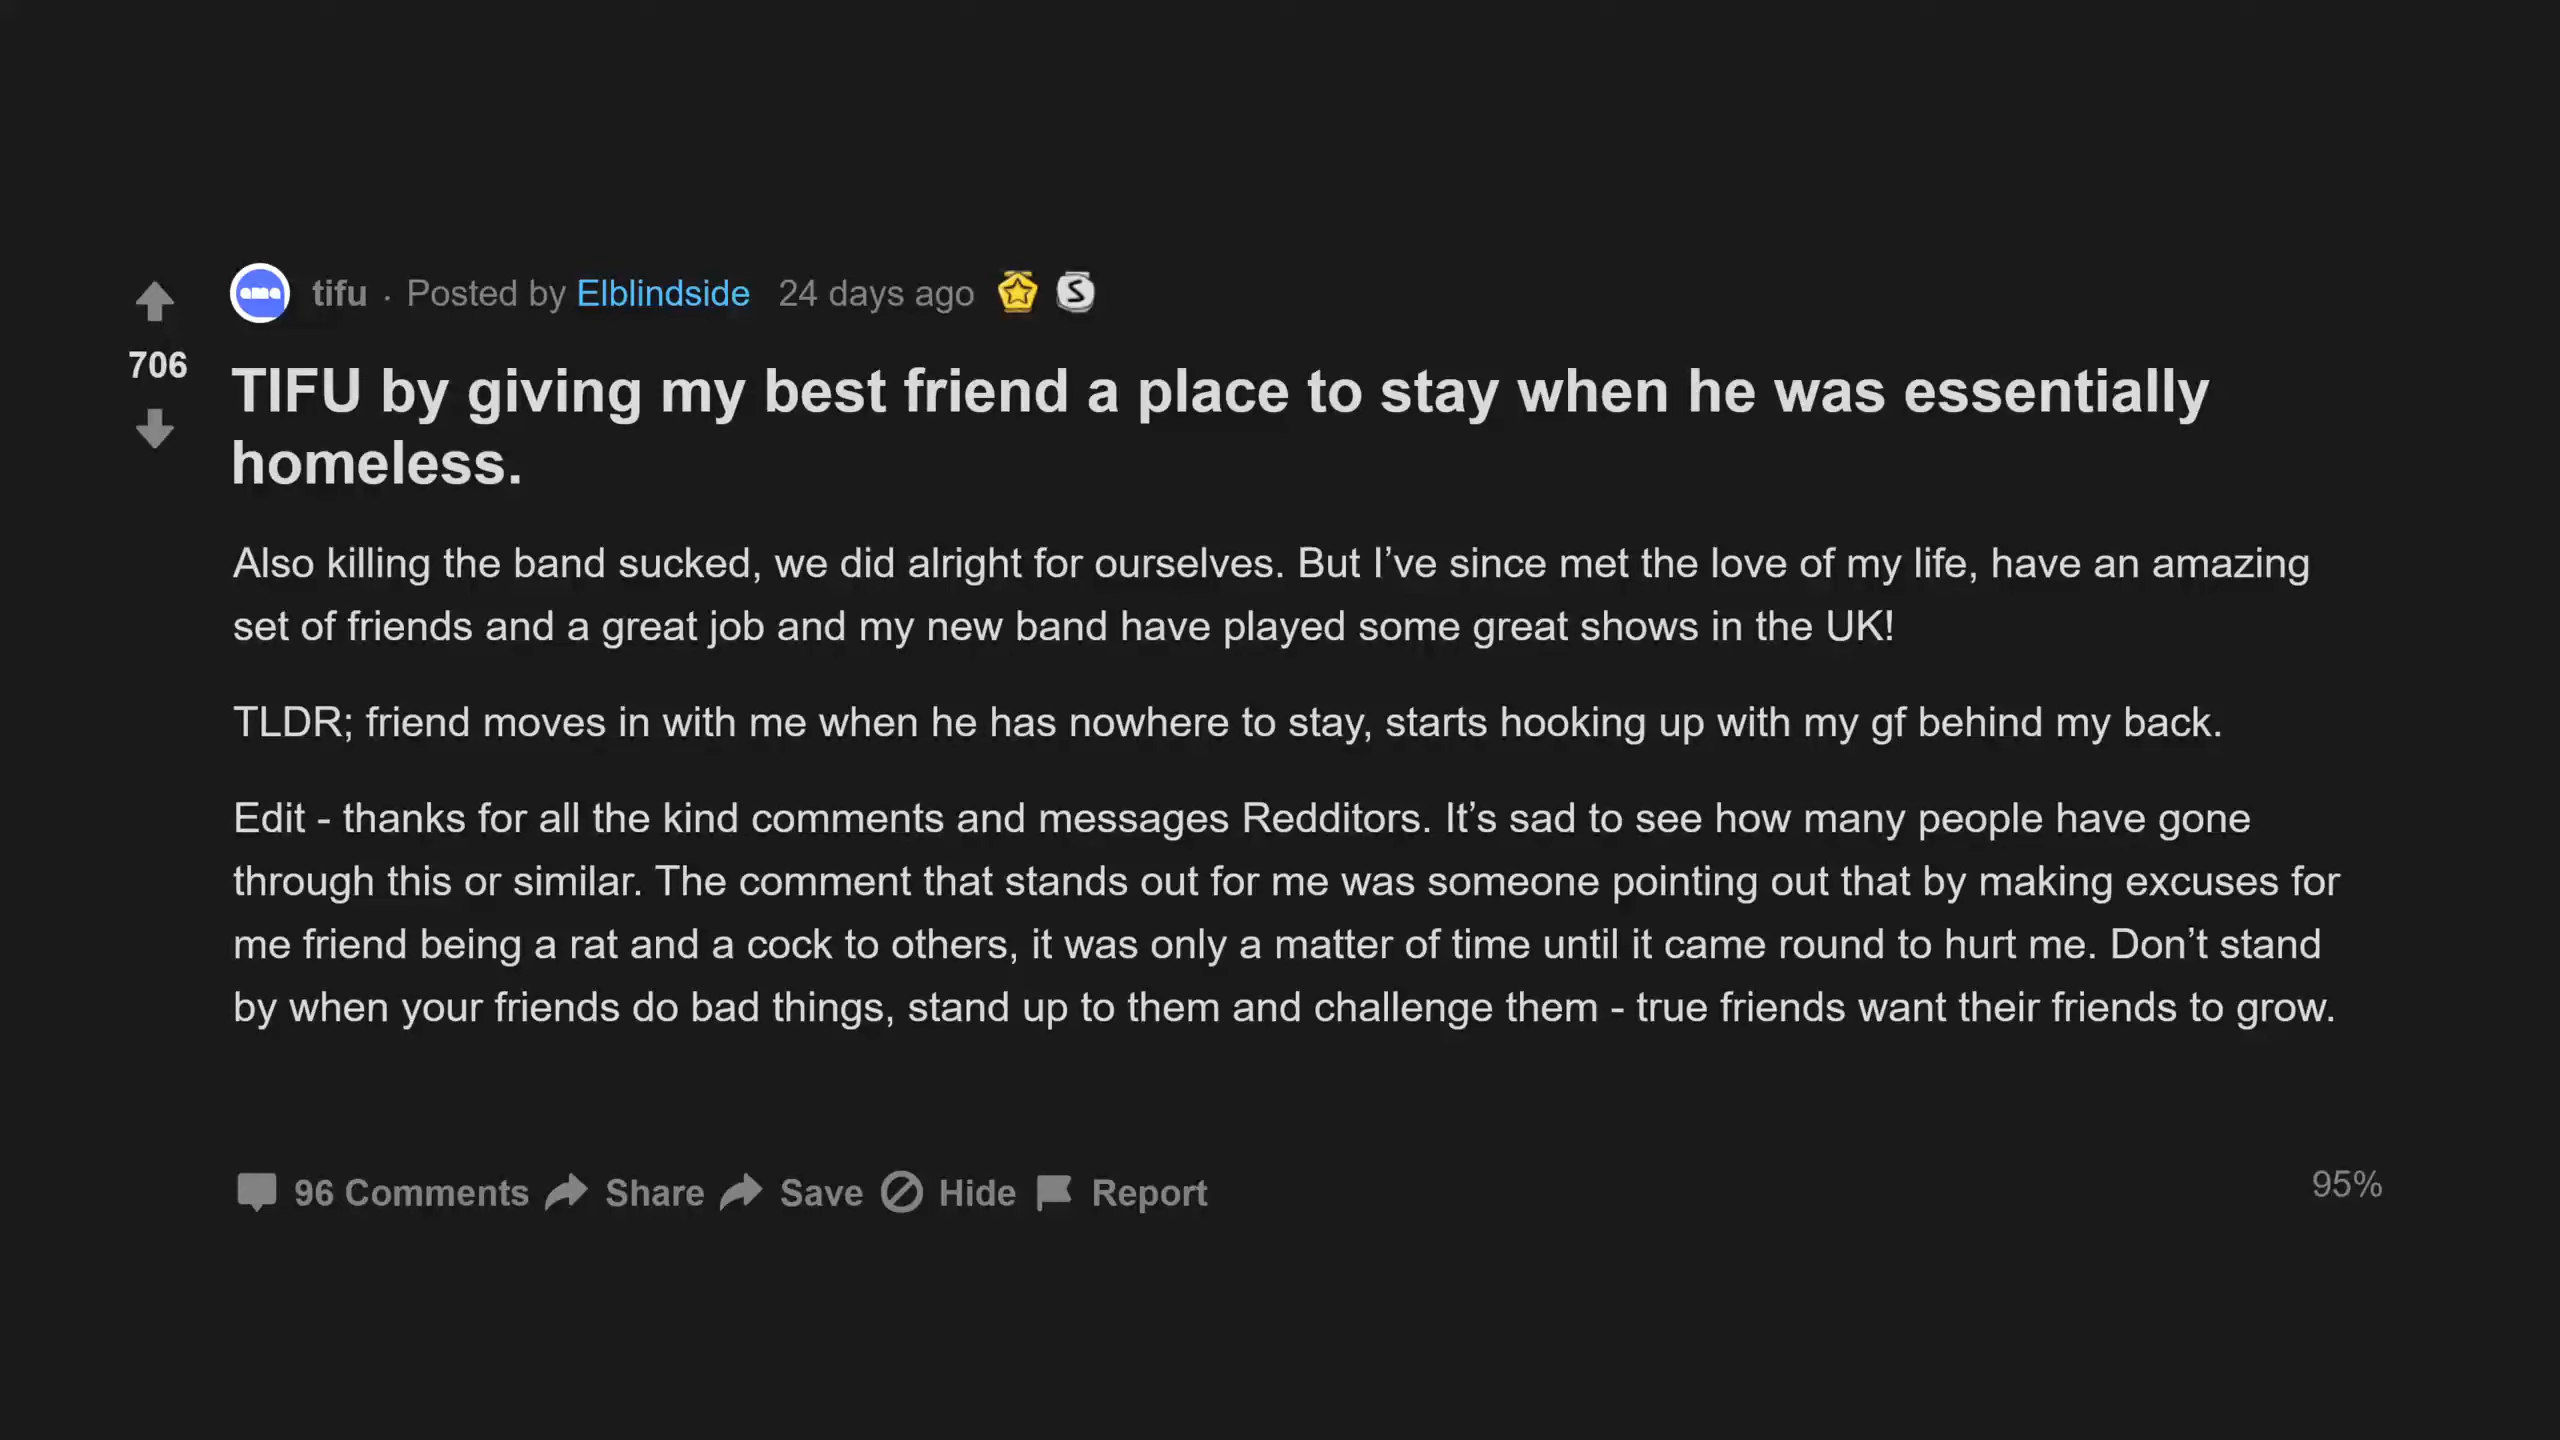 ama tifu · Posted by Elblindside 24 days ago S
706
TIFU by giving my best friend a place to stay when he was essentially
homeless.
Also killing the band sucked, we did alright for ourselves. But I’ve since met the love of my life, have an amazing
set of friends and a great job and my new band have played some great shows in the UK!
TLDR; friend moves in with me when he has nowhere to stay, starts hooking up with my gf behind my back.
Edit - thanks for all the kind comments and messages Redditors. It’s sad to see how many people have gone
through this or similar. The comment that stands out for me was someone pointing out that by making excuses for
me friend being a rat and a cock to others, it was only a matter of time until it came round to hurt me. Don’t stand
by when your friends do bad things, stand up to them and challenge them - true friends want their friends to grow.
96 Comments Share Save Hide Report 95%